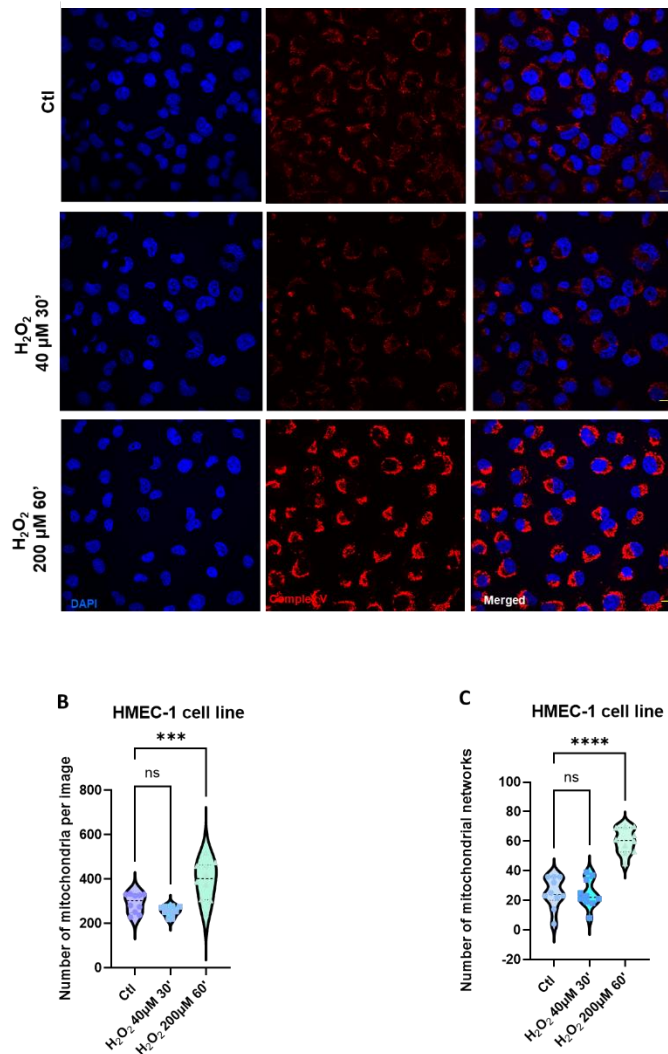 Ctl
H₂O₂
40 µM 30'
H₂O₂
200 µM 60'
DAPI
Complex V
Merged
B
HMEC-1 cell line
***
ns
Number of mitochondria per image
800
600
400
200
0
Ctl
H₂O₂ 40µM 30'
H₂O₂ 200µM 60'
C
HMEC-1 cell line
****
ns
Number of mitochondrial networks
100
80
60
40
20
0
-20
Ctl
H₂O₂ 40µM 30'
H₂O₂ 200µM 60'